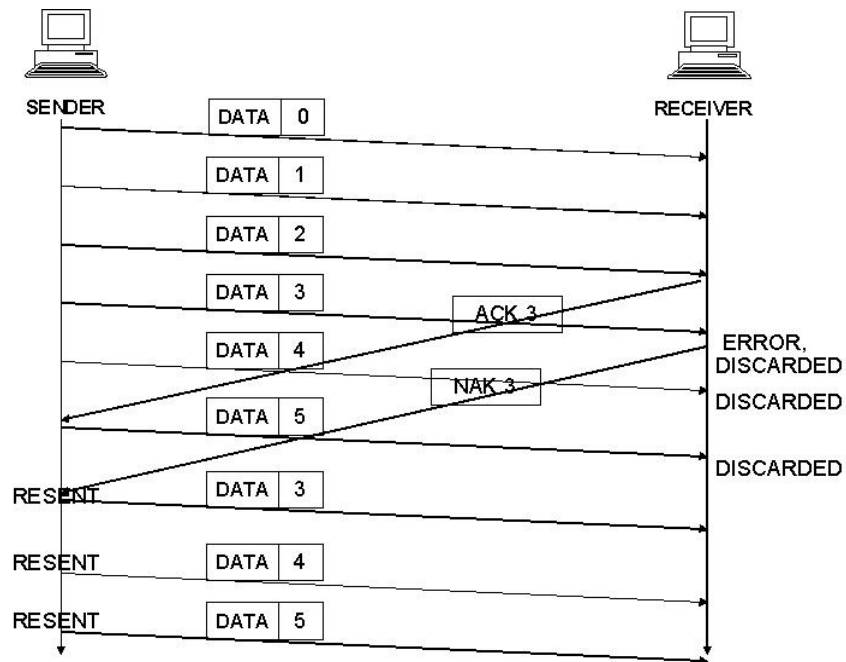 SENDER
RECEIVER
DATA 0
DATA 1
DATA 2
DATA 3
ACK 3
ERROR,
DISCARDED
DATA 4
NAK 3
DISCARDED
DATA 5
DISCARDED
RESENT
DATA 3
RESENT
DATA 4
RESENT
DATA 5